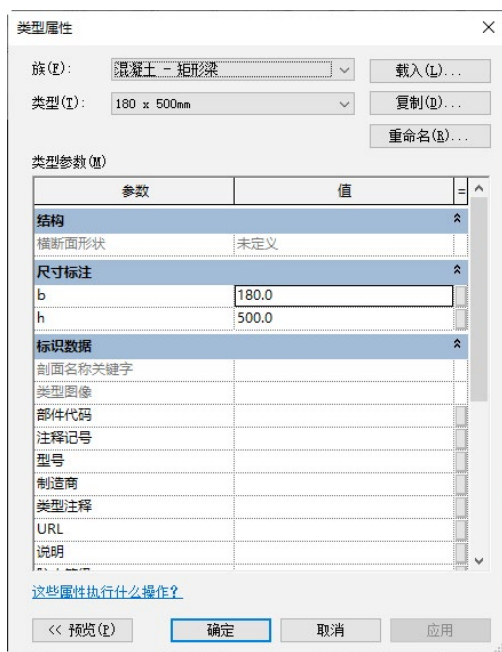 类型属性
族(F): 混凝土 - 矩形梁 载入(L)...
类型(T): 180 x 500mm 复制(D)...
重命名(R)...
类型参数(M)
参数 值 =
结构
横断面形状 未定义
尺寸标注
b 180.0
h 500.0
标识数据
剖面名称关键字
类型图像
部件代码
注释记号
型号
制造商
类型注释
URL
说明
这些属性执行什么操作?
<< 预览(P) 确定 取消 应用